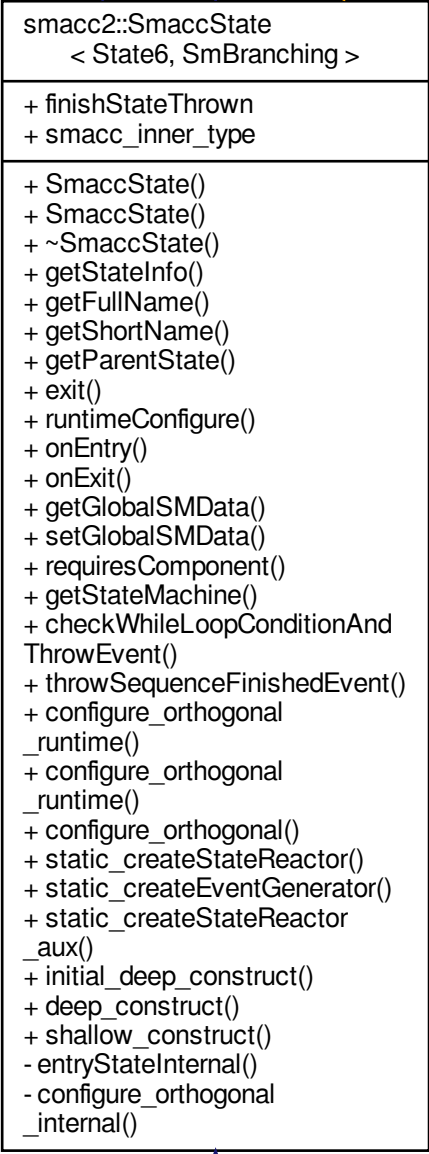 smacc2::SmaccState
< State6, SmBranching >
+ finishStateThrown
+ smacc_inner_type
+ SmaccState()
+ SmaccState()
+ ~SmaccState()
+ getStateInfo()
+ getFullName()
+ getShortName()
+ getParentState()
+ exit()
+ runtimeConfigure()
+ onEntry()
+ onExit()
+ getGlobalSMData()
+ setGlobalSMData()
+ requiresComponent()
+ getStateMachine()
+ checkWhileLoopConditionAnd
ThrowEvent()
+ throwSequenceFinishedEvent()
+ configure_orthogonal
_runtime()
+ configure_orthogonal
_runtime()
+ configure_orthogonal()
+ static_createStateReactor()
+ static_createEventGenerator()
+ static_createStateReactor
_aux()
+ initial_deep_construct()
+ deep_construct()
+ shallow_construct()
- entryStateInternal()
- configure_orthogonal
_internal()